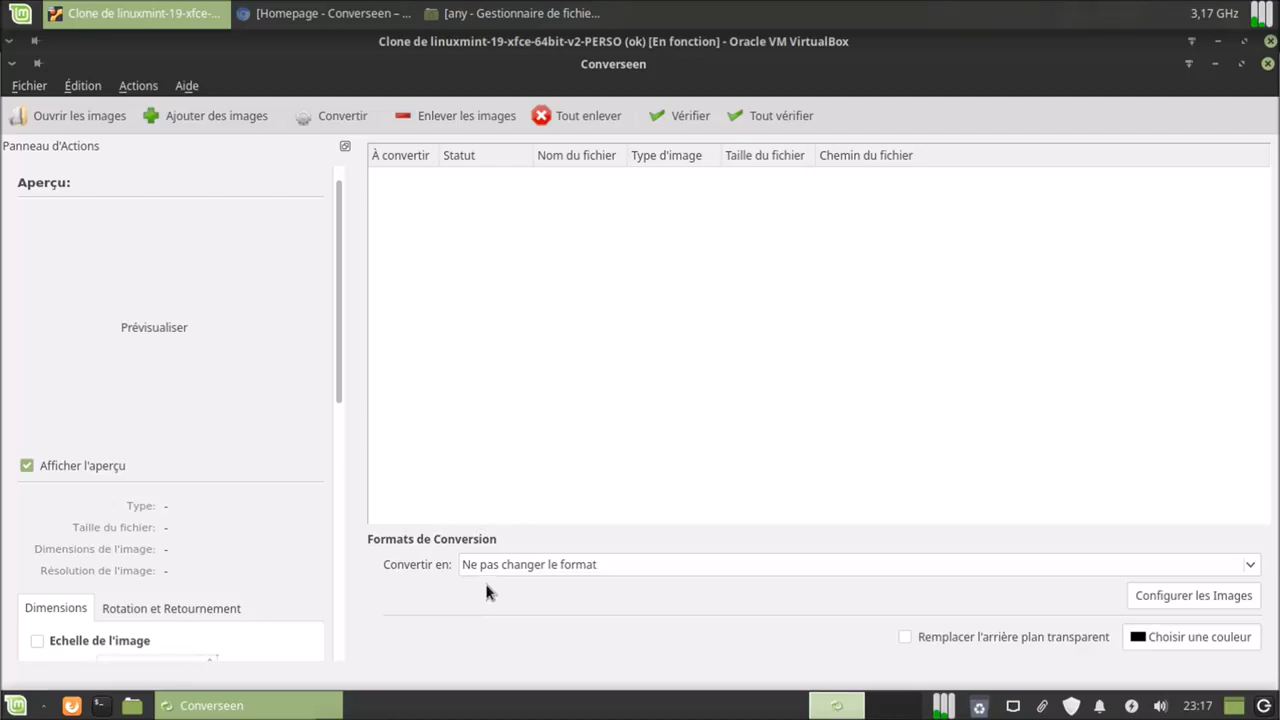 Clone de linuxmint-19-xfce-... [Homepage - Converseen – ... [any - Gestionnaire de fichie... 3,17 GHz
Clone de linuxmint-19-xfce-64bit-v2-PERSO (ok) [En fonction] - Oracle VM VirtualBox
Converseen
Fichier Édition Actions Aide
Ouvrir les images Ajouter des images Convertir Enlever les images Tout enlever Vérifier Tout vérifier
Panneau d'Actions
À convertir Statut Nom du fichier Type d'image Taille du fichier Chemin du fichier
Aperçu:
Prévisualiser
Afficher l'aperçu
Type: -
Taille du fichier: -
Dimensions de l'image: -
Résolution de l'image: -
Dimensions Rotation et Retournement
Echelle de l'image
Formats de Conversion
Convertir en: Ne pas changer le format
Configurer les Images
Remplacer l'arrière plan transparent Choisir une couleur
Converseen 23:17